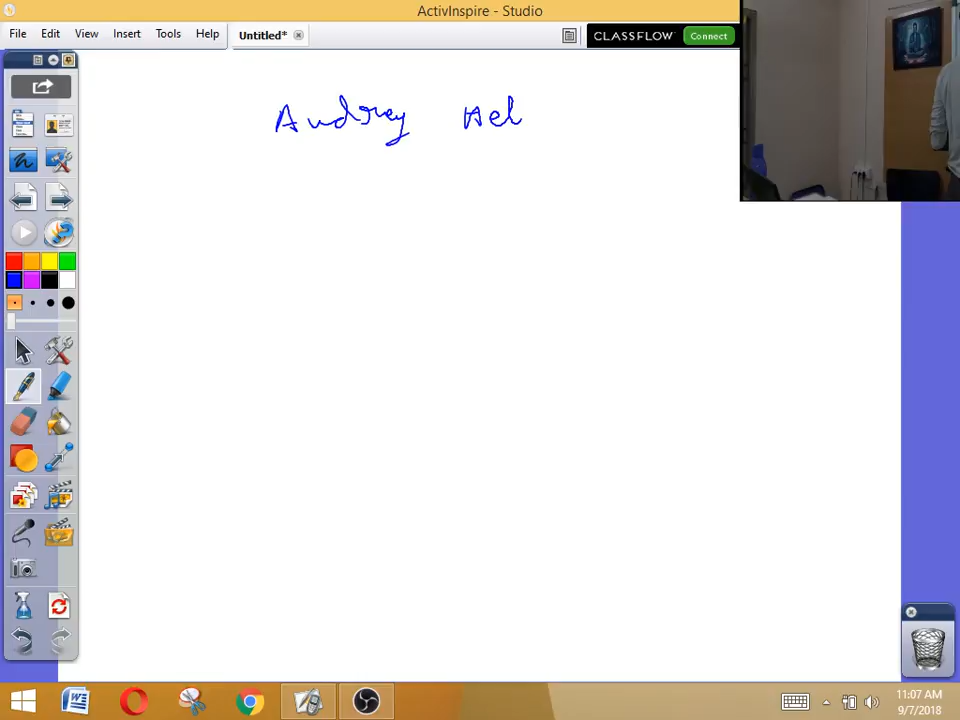 ActivInspire - Studio
File Edit View Insert Tools Help Untitled* CLASSFLOW Connect
Audrey Hel
11:07 AM
9/7/2018